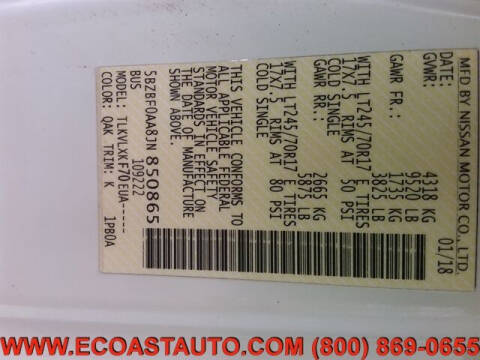 MFD BY NISSAN MOTOR CO., LTD.
DATE: 01/18
GVWR: 4318 KG
9520 LB
GAWR FR: 1735 KG
3825 LB
WITH LT245/70R17 E TIRES
17X7.5 RIMS AT 50 PSI
COLD SINGLE
GAWR RR: 2665 KG
5875 LB
WITH LT245/70R17 E TIRES
17X7.5 RIMS AT 80 PSI
COLD SINGLE
THIS VEHICLE CONFORMS TO
ALL APPLICABLE FEDERAL
MOTOR VEHICLE SAFETY
STANDARDS IN EFFECT ON
THE DATE OF MANUFACTURE
SHOWN ABOVE.
5BZBF0AA8JN 850865
BUS 109222
MODEL: TLKVLKKF70EUA-----
COLOR: QAK TRIM: K 1PB0A
WWW.ECOASTAUTO.COM (800) 869-0655